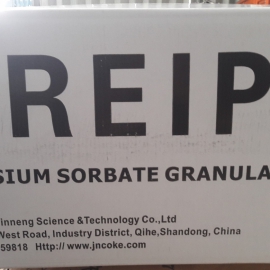 REIP
SIUM SORBATE GRANULA
inneng Science &Technology Co.,Ltd
West Road, Industry District, Qihe,Shandong, China
59818 Http:// www.jncoke.com